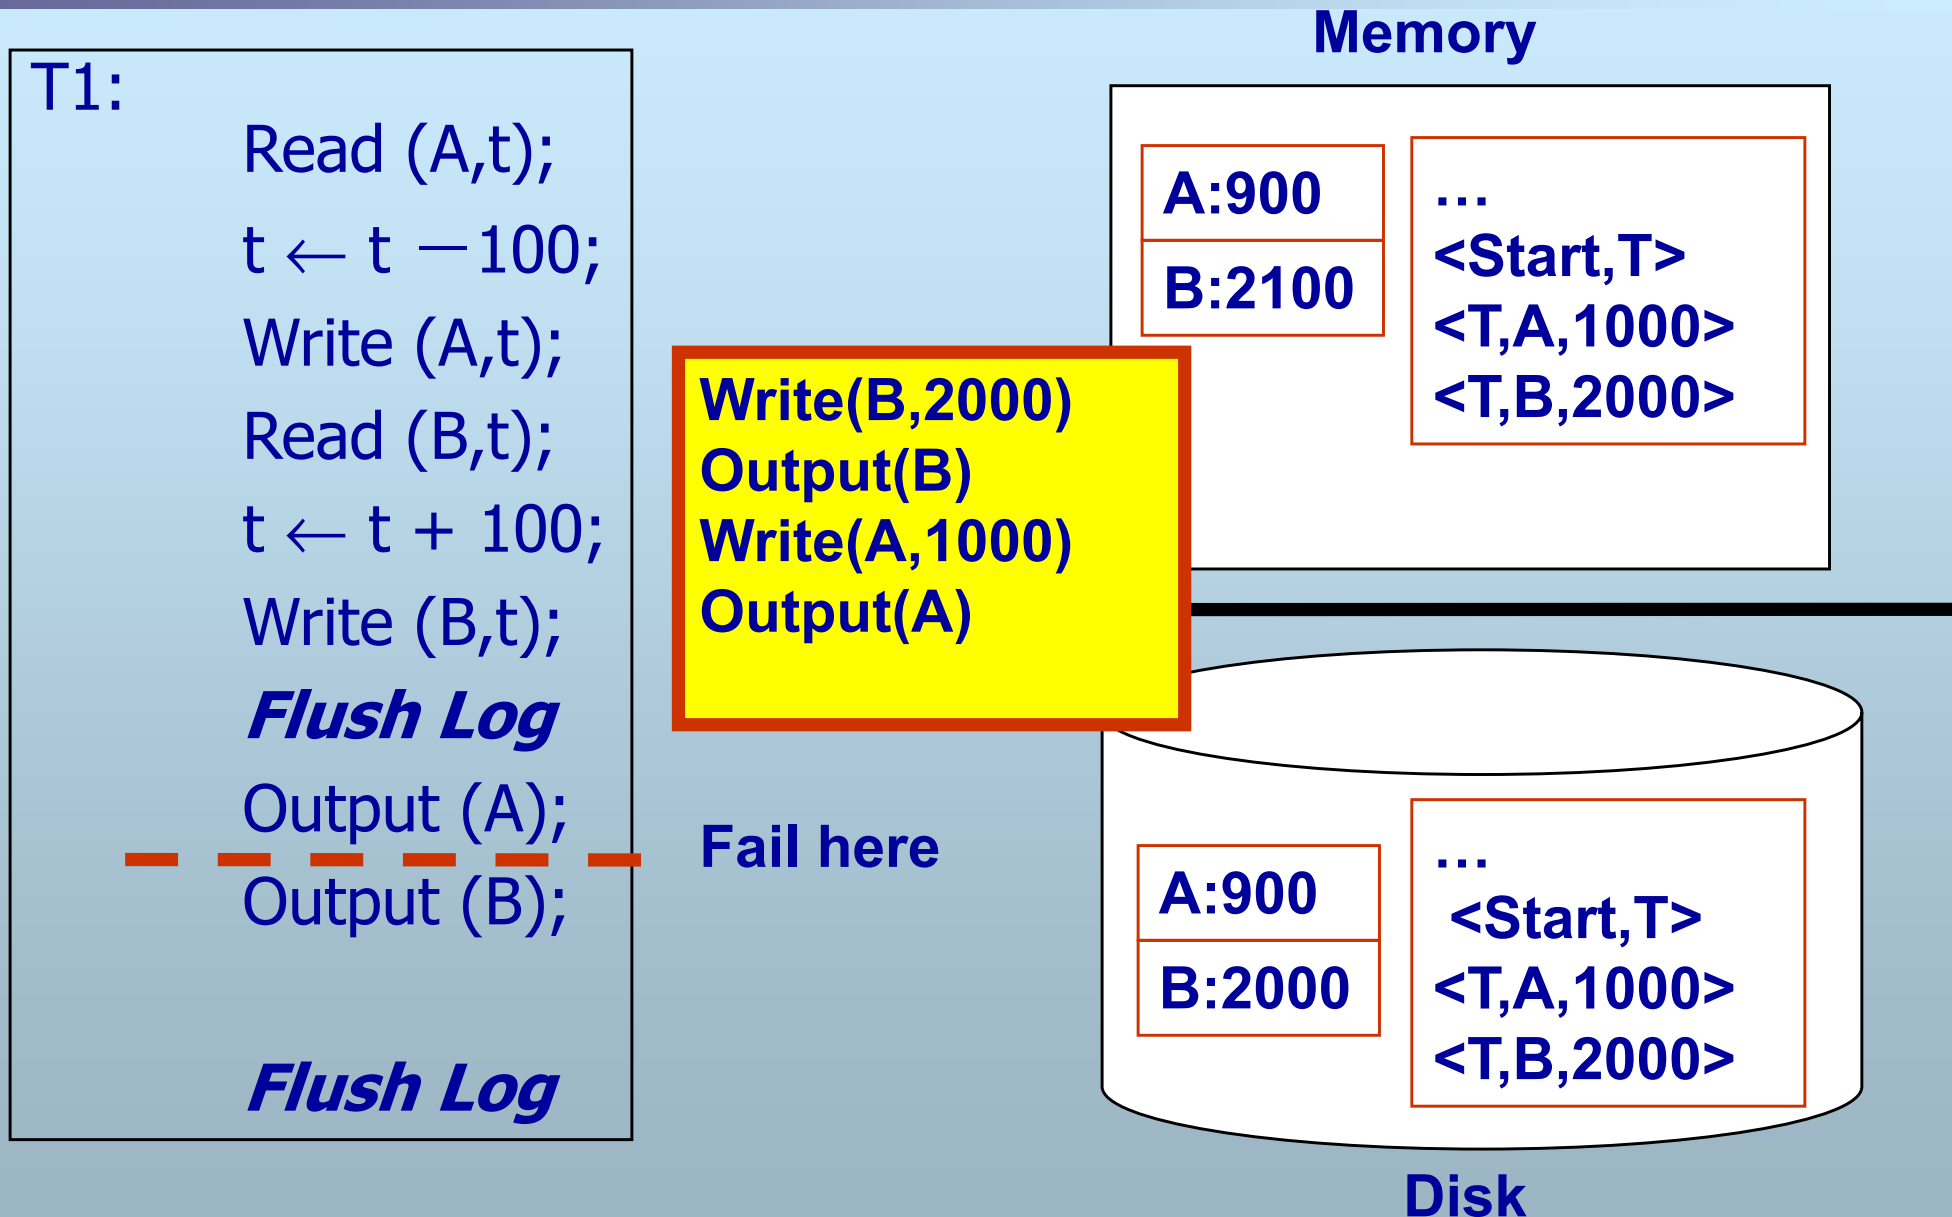 T1:
Read (A,t);
t ← t －100;
Write (A,t);
Read (B,t);
t ← t + 100;
Write (B,t);
Flush Log
Output (A);
Output (B);
Flush Log
Write(B,2000)
Output(B)
Write(A,1000)
Output(A)
Fail here
Memory
A:900
B:2100
…
<Start,T>
<T,A,1000>
<T,B,2000>
A:900
B:2000
…
<Start,T>
<T,A,1000>
<T,B,2000>
Disk